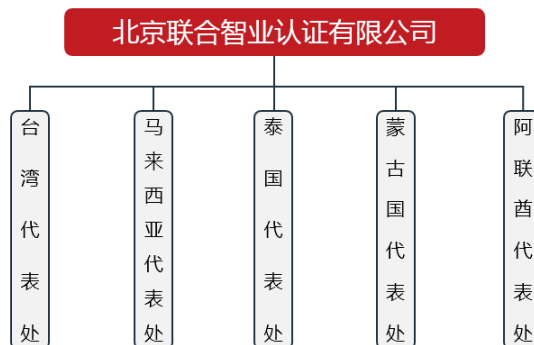 北京联合智业认证有限公司
台湾代表处
马来西亚代表处
泰国代表处
蒙古国代表处
阿联酋代表处